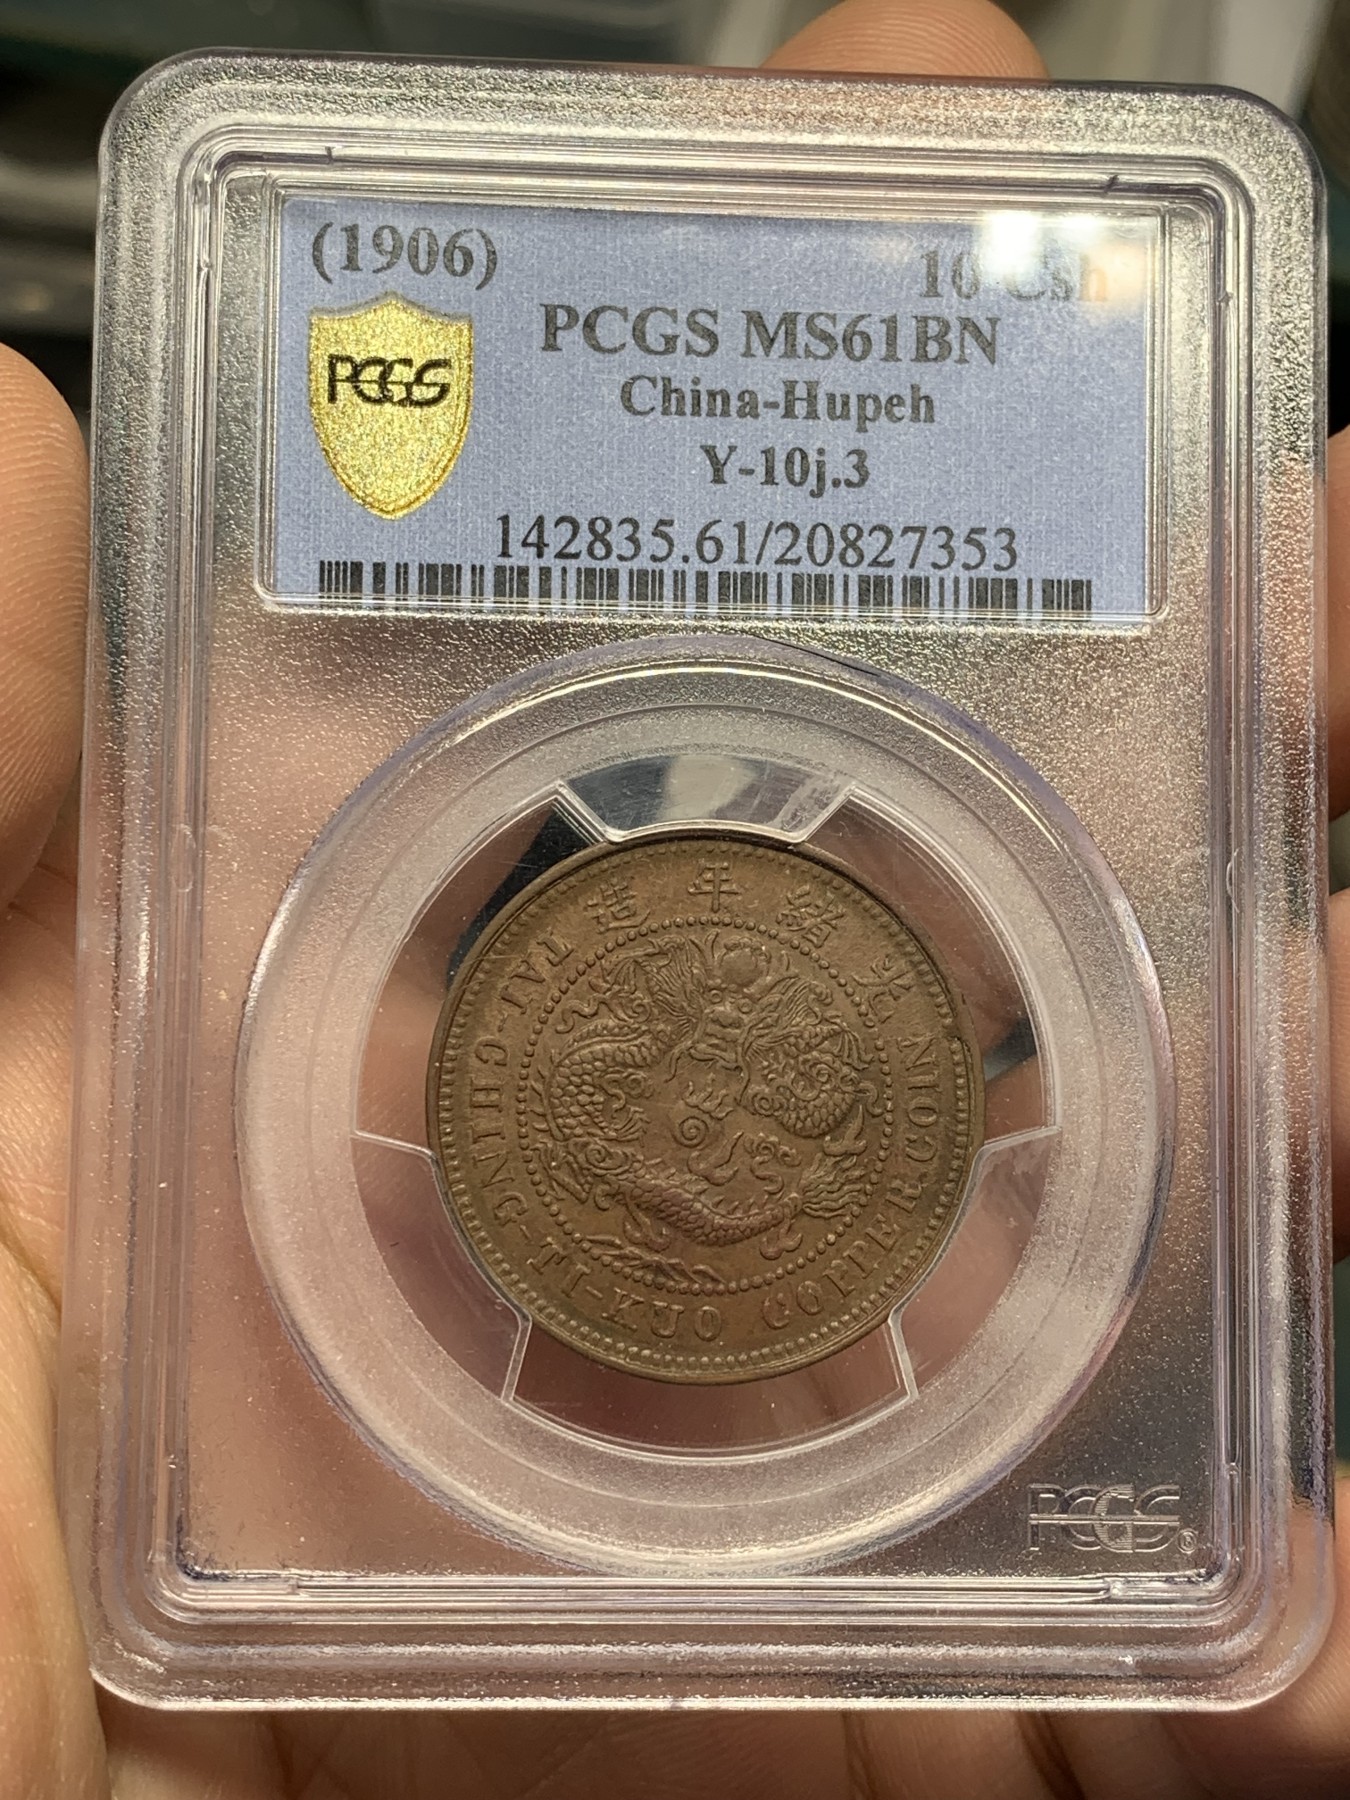 (1906) 10 Csh
PCGS MS61BN
PCGS
China-Hupeh
Y-10j.3
142835.61/20827353
光緒年造
TAI-CHING-TI-KUO COPPER COIN
PCGS®